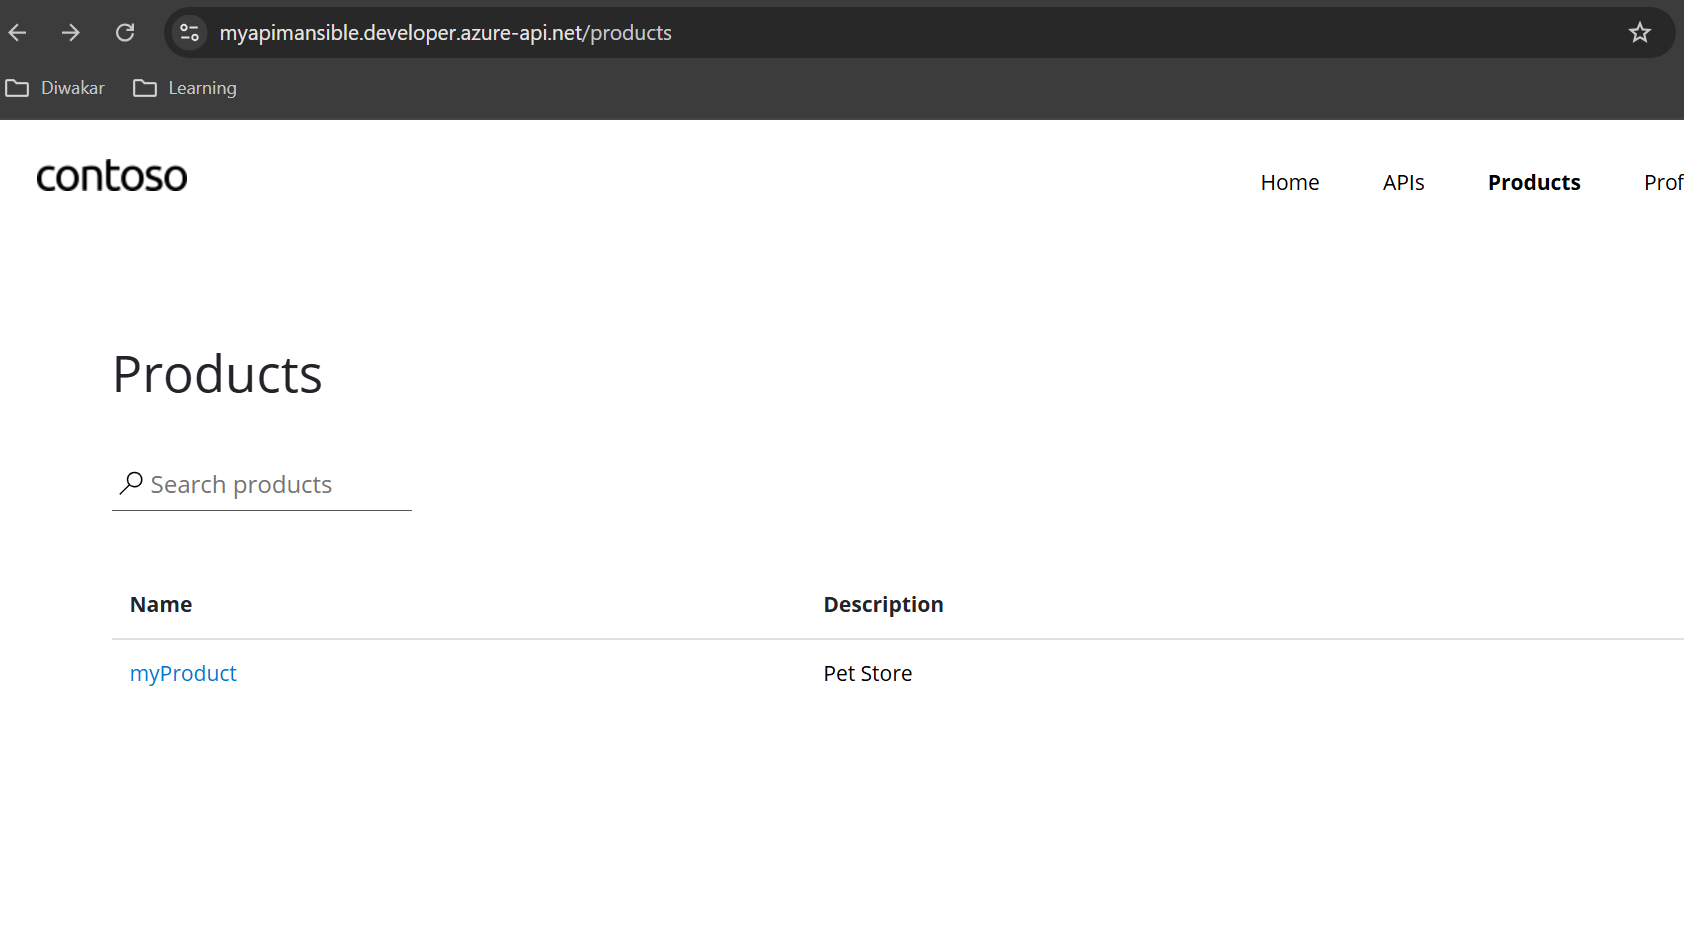 myapimansible.developer.azure-api.net/products
Diwakar Learning
contoso
Home APIs Products Prof
Products
Search products
Name Description
myProduct Pet Store